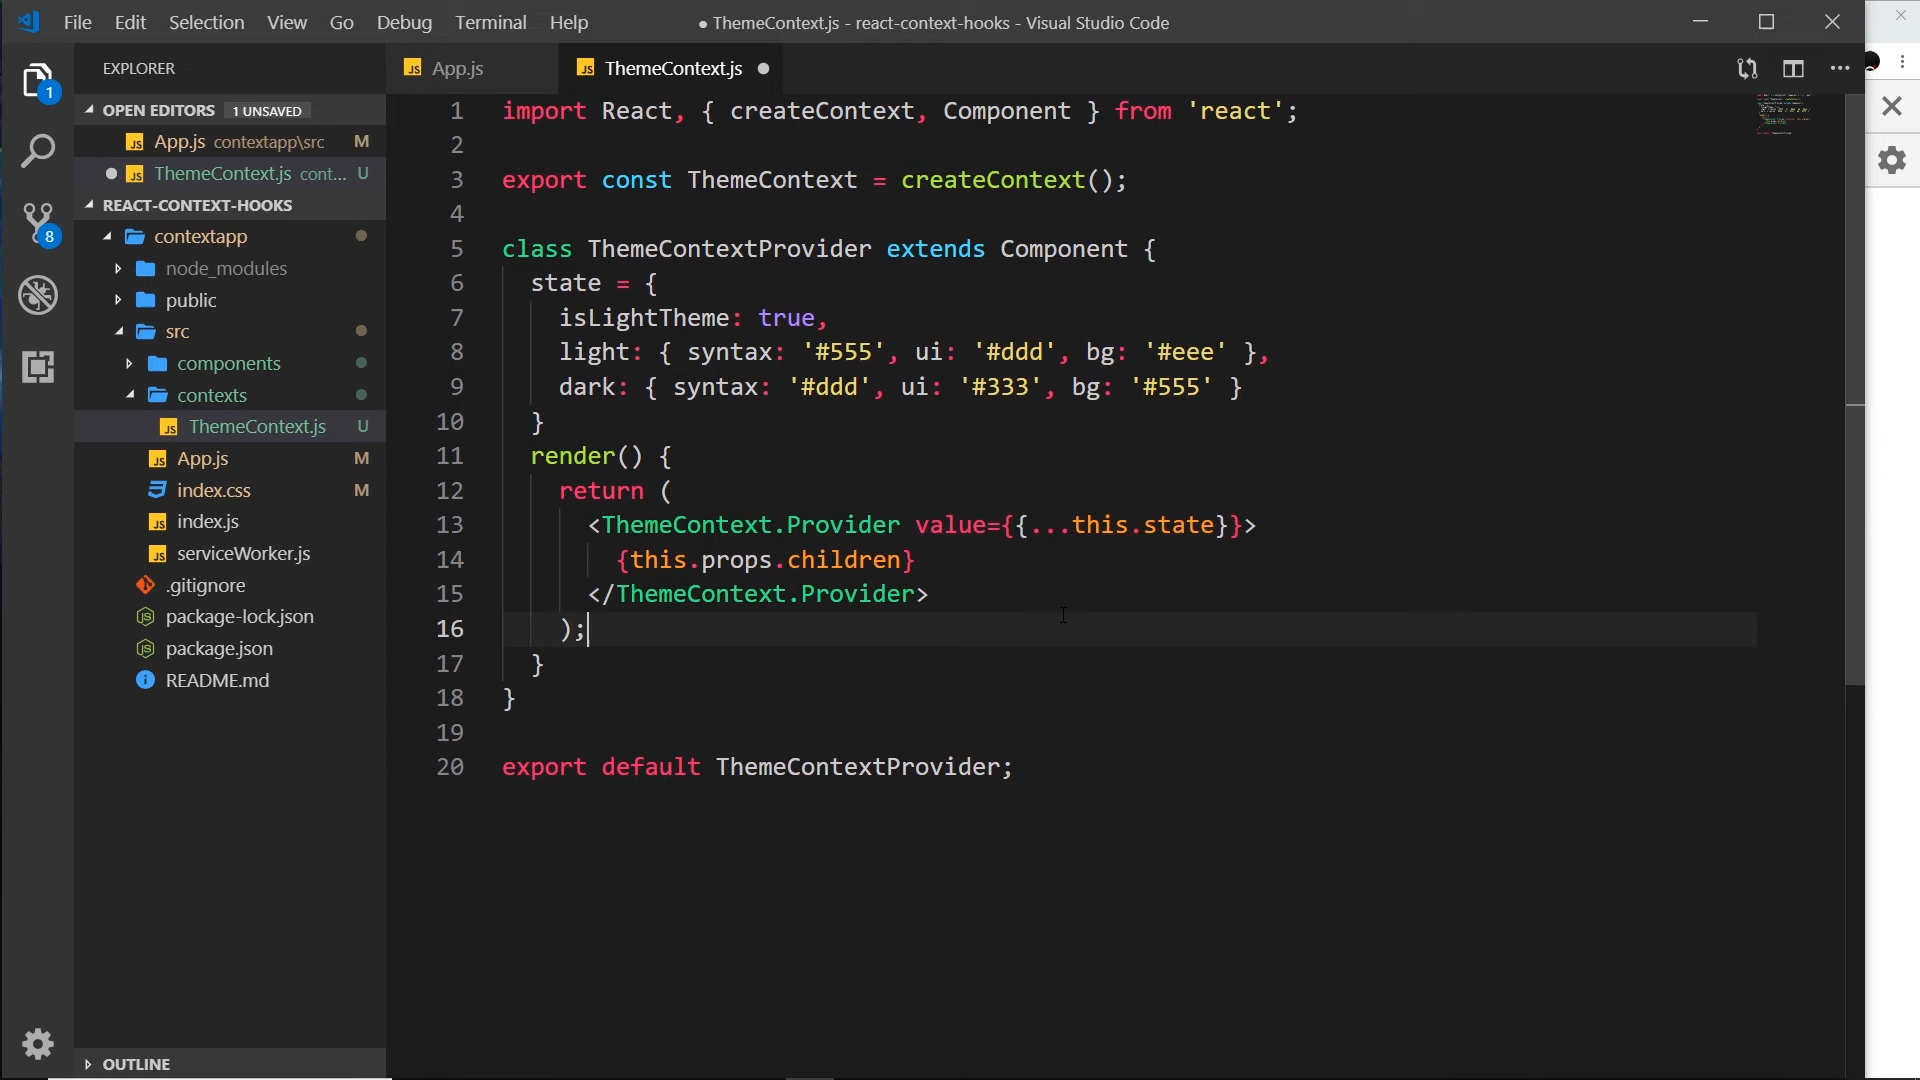 File Edit Selection View Go Debug Terminal Help
● ThemeContext.js - react-context-hooks - Visual Studio Code
EXPLORER
OPEN EDITORS 1 UNSAVED
App.js contextapp\src M
ThemeContext.js cont... U
REACT-CONTEXT-HOOKS
contextapp
node_modules
public
src
components
contexts
ThemeContext.js U
App.js M
index.css M
index.js
serviceWorker.js
.gitignore
package-lock.json
package.json
README.md
OUTLINE
1
8
App.js
ThemeContext.js
1 import React, { createContext, Component } from 'react';
2
3 export const ThemeContext = createContext();
4
5 class ThemeContextProvider extends Component {
6 state = {
7 isLightTheme: true,
8 light: { syntax: '#555', ui: '#ddd', bg: '#eee' },
9 dark: { syntax: '#ddd', ui: '#333', bg: '#555' }
10 }
11 render() {
12 return (
13 <ThemeContext.Provider value={{...this.state}}>
14 {this.props.children}
15 </ThemeContext.Provider>
16 );
17 }
18 }
19
20 export default ThemeContextProvider;